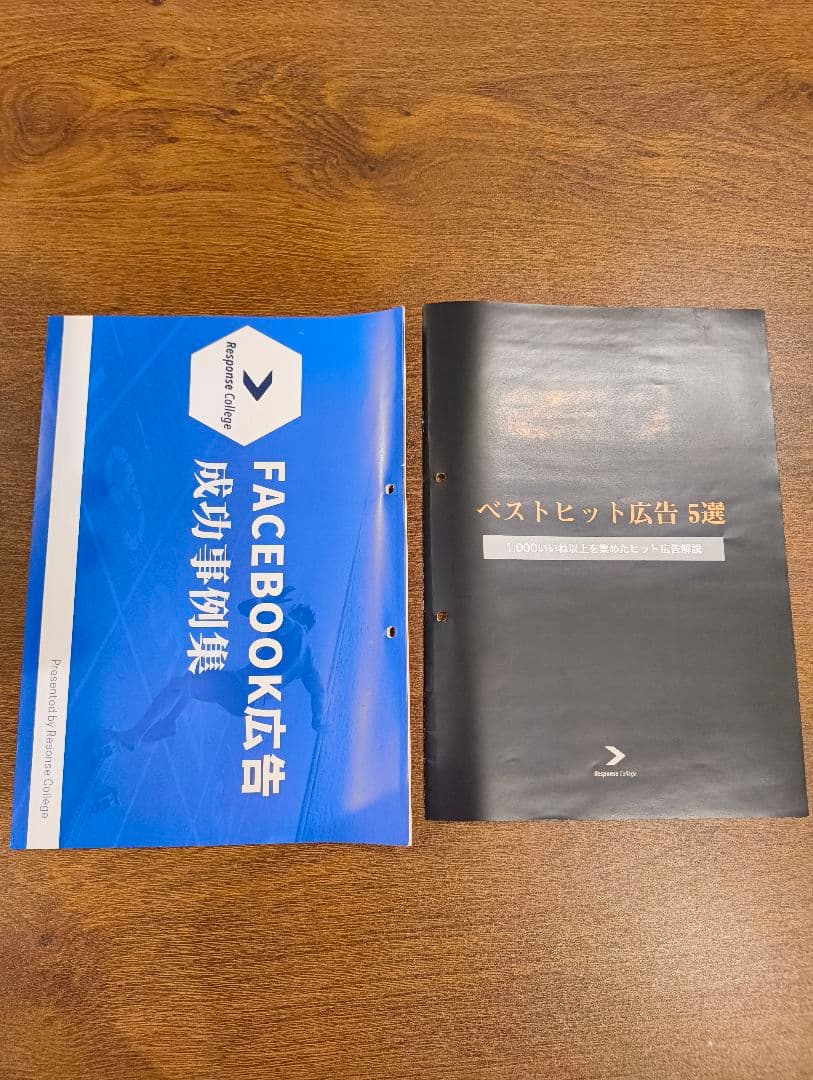 Response College
FACEBOOK広告
成功事例集
Presented by Resonse College
ベストヒット広告 5選
1,000いいね以上を集めたヒット広告解説
Response College